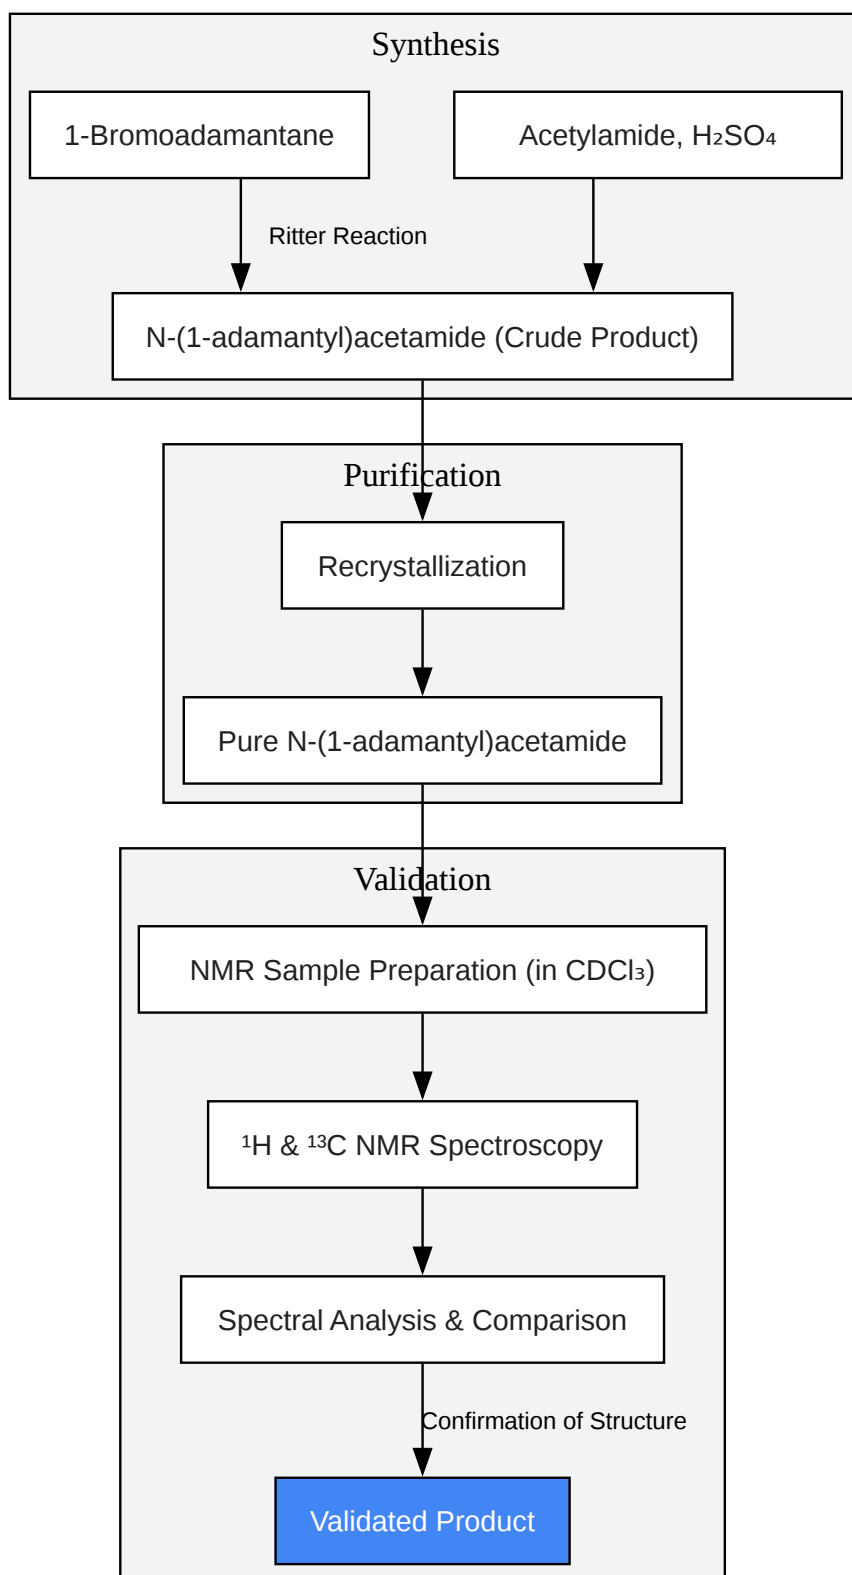 Synthesis
1-Bromoadamantane
Acetylamide, H₂SO₄
Ritter Reaction
N-(1-adamantyl)acetamide (Crude Product)
Purification
Recrystallization
Pure N-(1-adamantyl)acetamide
Validation
NMR Sample Preparation (in CDCl₃)
¹H & ¹³C NMR Spectroscopy
Spectral Analysis & Comparison
Confirmation of Structure
Validated Product